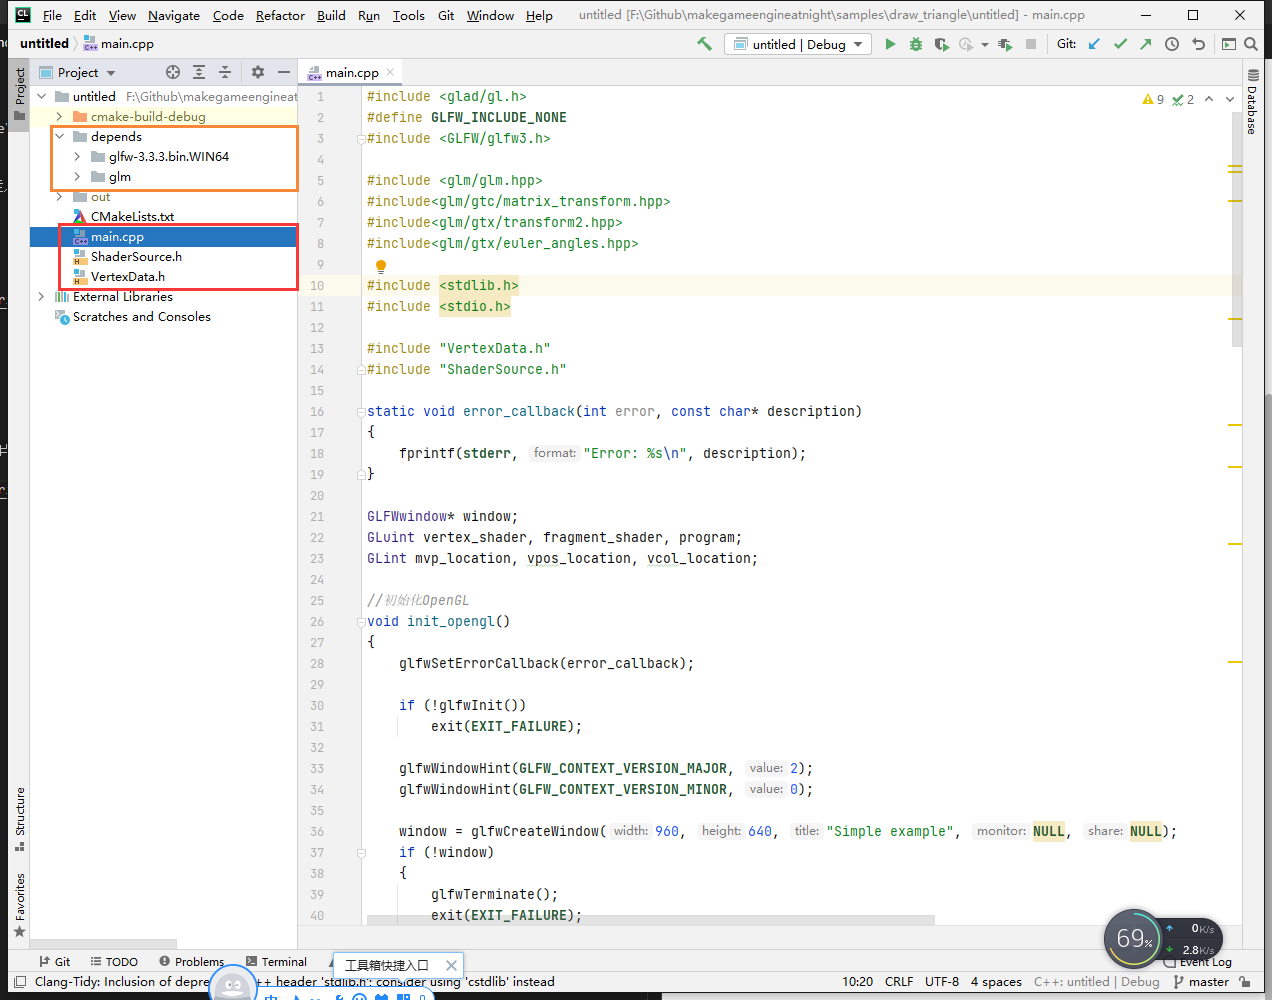 File Edit View Navigate Code Refactor Build Run Tools Git Window Help untitled [F:\Github\makegameengineatnight\samples\draw_triangle\untitled] - main.cpp
untitled main.cpp untitled | Debug Git:
Project main.cpp
Project
untitled F:\Github\makegameengineat
cmake-build-debug
depends
glfw-3.3.3.bin.WIN64
glm
out
CMakeLists.txt
main.cpp
ShaderSource.h
VertexData.h
External Libraries
Scratches and Consoles
Structure
Favorites
Database
9 2
1 #include <glad/gl.h>
2 #define GLFW_INCLUDE_NONE
3 #include <GLFW/glfw3.h>
4
5 #include <glm/glm.hpp>
6 #include<glm/gtc/matrix_transform.hpp>
7 #include<glm/gtx/transform2.hpp>
8 #include<glm/gtx/euler_angles.hpp>
9
10 #include <stdlib.h>
11 #include <stdio.h>
12
13 #include "VertexData.h"
14 #include "ShaderSource.h"
15
16 static void error_callback(int error, const char* description)
17 {
18 fprintf(stderr, format: "Error: %s\n", description);
19 }
20
21 GLFWwindow* window;
22 GLuint vertex_shader, fragment_shader, program;
23 GLint mvp_location, vpos_location, vcol_location;
24
25 //初始化OpenGL
26 void init_opengl()
27 {
28 glfwSetErrorCallback(error_callback);
29
30 if (!glfwInit())
31 exit(EXIT_FAILURE);
32
33 glfwWindowHint(GLFW_CONTEXT_VERSION_MAJOR, value: 2);
34 glfwWindowHint(GLFW_CONTEXT_VERSION_MINOR, value: 0);
35
36 window = glfwCreateWindow( width: 960, height: 640, title: "Simple example", monitor: NULL, share: NULL);
37 if (!window)
38 {
39 glfwTerminate();
40 exit(EXIT_FAILURE);
69% 0K/s
2.8K/s
Git TODO Problems Terminal Event Log
工具箱快捷入口
Clang-Tidy: Inclusion of depre ++ header 'stdlib.h': consider using 'cstdlib' instead 10:20 CRLF UTF-8 4 spaces C++: untitled | Debug master